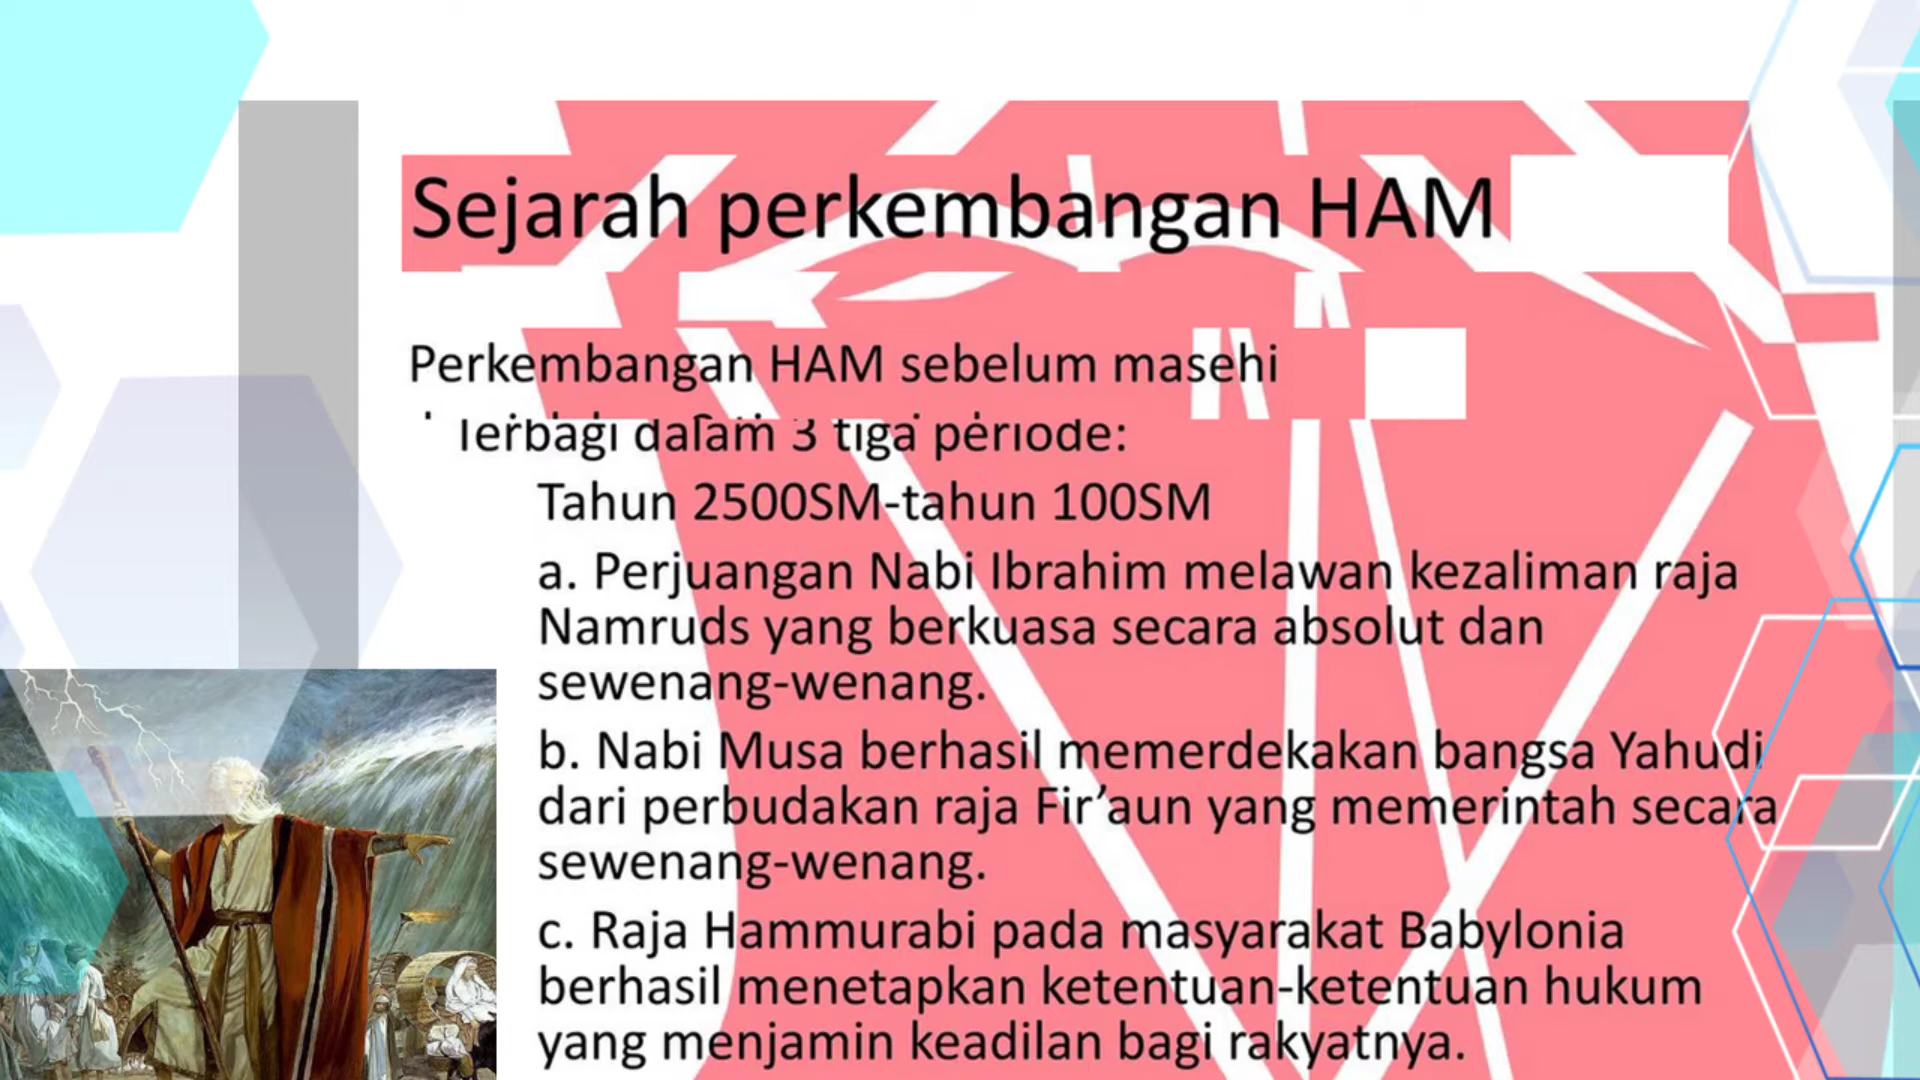 Sejarah perkembangan HAM
Perkembangan HAM sebelum masehi
Terbagi dalam 3 tiga periode:
Tahun 2500SM-tahun 100SM
a. Perjuangan Nabi Ibrahim melawan kezaliman raja
Namruds yang berkuasa secara absolut dan
sewenang-wenang.
b. Nabi Musa berhasil memerdekakan bangsa Yahudi
dari perbudakan raja Fir’aun yang memerintah secara
sewenang-wenang.
c. Raja Hammurabi pada masyarakat Babylonia
berhasil menetapkan ketentuan-ketentuan hukum
yang menjamin keadilan bagi rakyatnya.